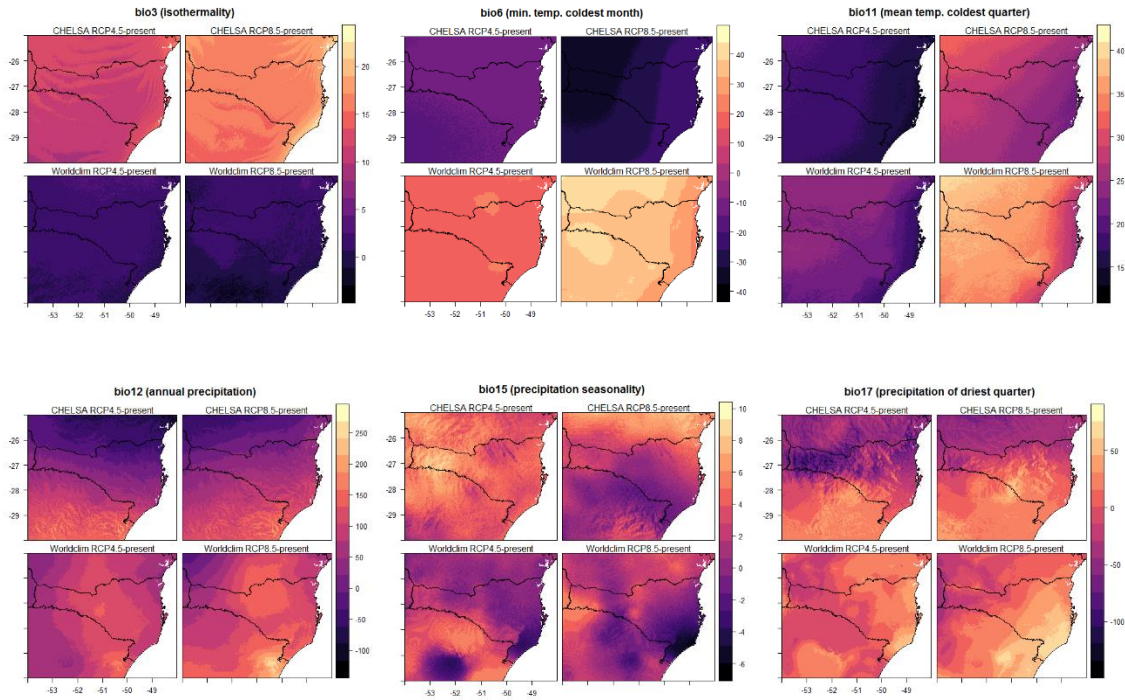 bio3 (isothermality)
CHELSA RCP4.5-present CHELSA RCP8.5-present
-26
-27
-28
-29
Worldclim RCP4.5-present Worldclim RCP8.5-present
-53 -52 -51 -50 -49
20
15
10
5
0
bio6 (min. temp. coldest month)
CHELSA RCP4.5-present CHELSA RCP8.5-present
-26
-27
-28
-29
Worldclim RCP4.5-present Worldclim RCP8.5-present
-53 -52 -51 -50 -49
40
30
20
10
0
-10
-20
-30
-40
bio11 (mean temp. coldest quarter)
CHELSA RCP4.5-present CHELSA RCP8.5-present
-26
-27
-28
-29
Worldclim RCP4.5-present Worldclim RCP8.5-present
-53 -52 -51 -50 -49
40
35
30
25
20
15
bio12 (annual precipitation)
CHELSA RCP4.5-present CHELSA RCP8.5-present
-26
-27
-28
-29
Worldclim RCP4.5-present Worldclim RCP8.5-present
-53 -52 -51 -50 -49
250
200
150
100
50
0
-50
-100
bio15 (precipitation seasonality)
CHELSA RCP4.5-present CHELSA RCP8.5-present
-26
-27
-28
-29
Worldclim RCP4.5-present Worldclim RCP8.5-present
-53 -52 -51 -50 -49
10
8
6
4
2
0
-2
-4
-6
bio17 (precipitation of driest quarter)
CHELSA RCP4.5-present CHELSA RCP8.5-present
-26
-27
-28
-29
Worldclim RCP4.5-present Worldclim RCP8.5-present
-53 -52 -51 -50 -49
50
0
-50
-100